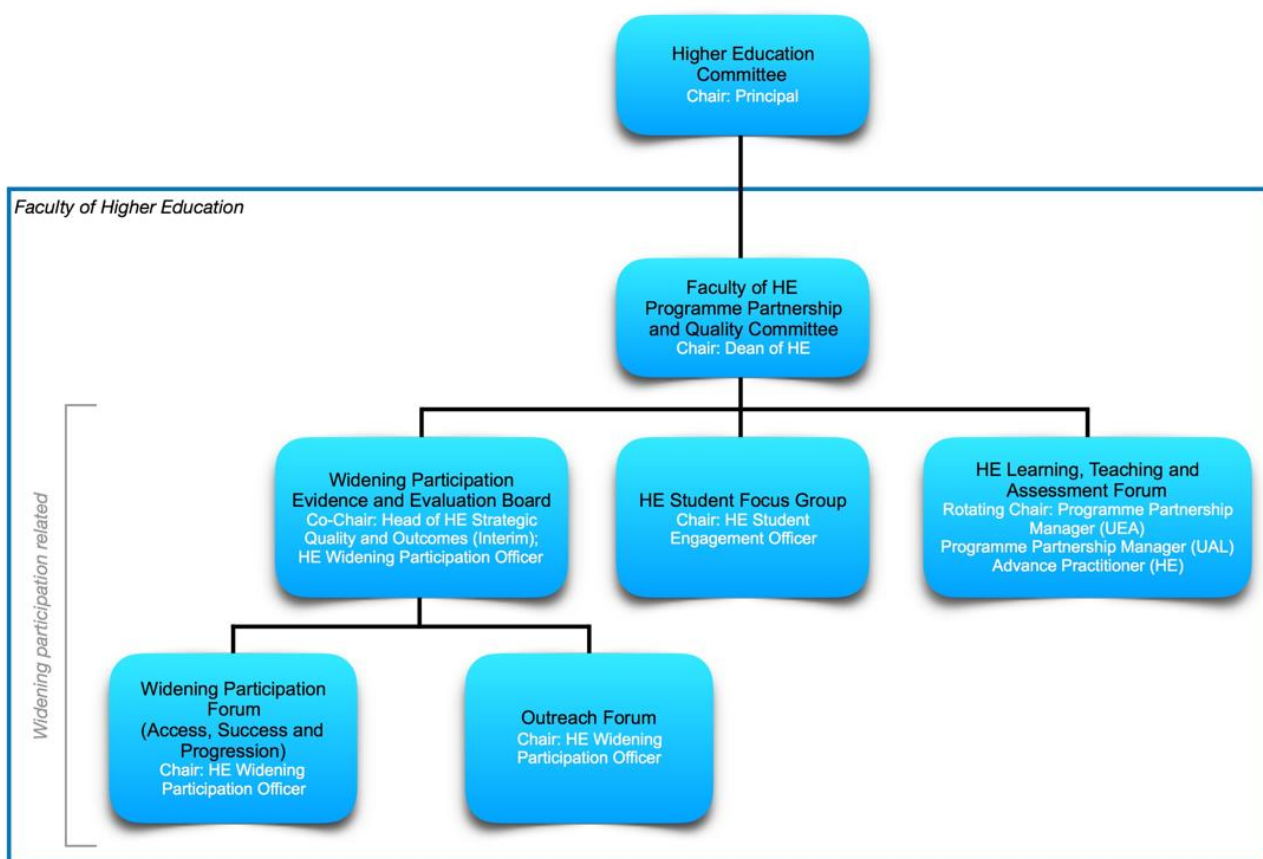 Higher Education
Committee
Chair: Principal
Faculty of Higher Education
Faculty of HE
Programme Partnership
and Quality Committee
Chair: Dean of HE
Widening participation related
Widening Participation
Evidence and Evaluation Board
Co-Chair: Head of HE Strategic
Quality and Outcomes (Interim);
HE Widening Participation Officer
HE Student Focus Group
Chair: HE Student
Engagement Officer
HE Learning, Teaching and
Assessment Forum
Rotating Chair: Programme Partnership
Manager (UEA)
Programme Partnership Manager (UAL)
Advance Practitioner (HE)
Widening Participation
Forum
(Access, Success and
Progression)
Chair: HE Widening
Participation Officer
Outreach Forum
Chair: HE Widening
Participation Officer